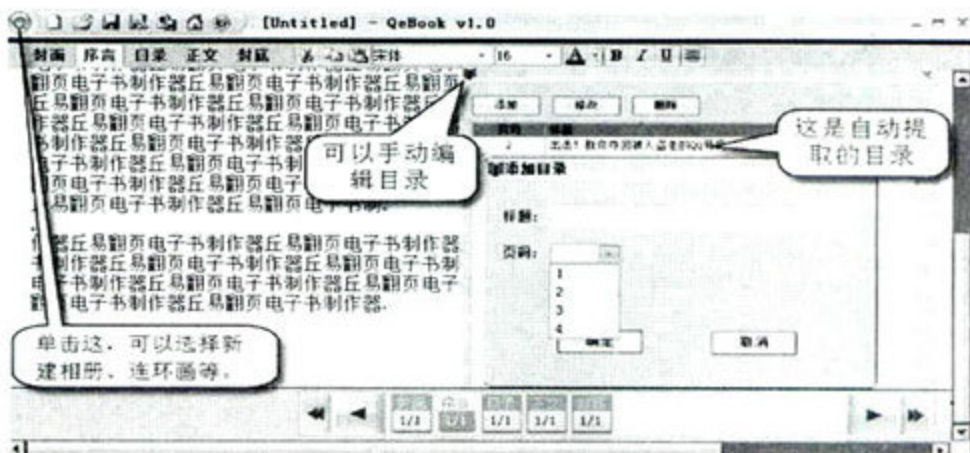 [Untitled] - QeBook v1.0
封面 序言 目录 正文 封底 宋体 16 A B I U
翻页电子书制作器丘易翻页电子书制作器丘易翻页
丘易翻页电子书制作器丘易翻页电子书制作器丘
作器丘易翻页电子书制作器丘易翻页电子书
书制作器丘易翻页电子书制作器丘易
电子书制作器丘易翻页电子书制
页电子书制作器丘易翻页电子书
易翻页电子书制作器丘易翻页电子书制
器丘易翻页电子书制作器丘易翻页电子书制作器
制作器丘易翻页电子书制作器丘易翻页电子书制
书制作器丘易翻页电子书制作器丘易翻页电子
电子书制作器丘易翻页电子书制作器.
可以手动编
辑目录
添加 修改 删除
页码 标题
2
这是自动提
取的目录
添加目录
标题：
页码：
1
2
3
4
确定 取消
单击这，可以选择新
建相册、连环画等。
1/1 1/1 1/1 1/1 1/1